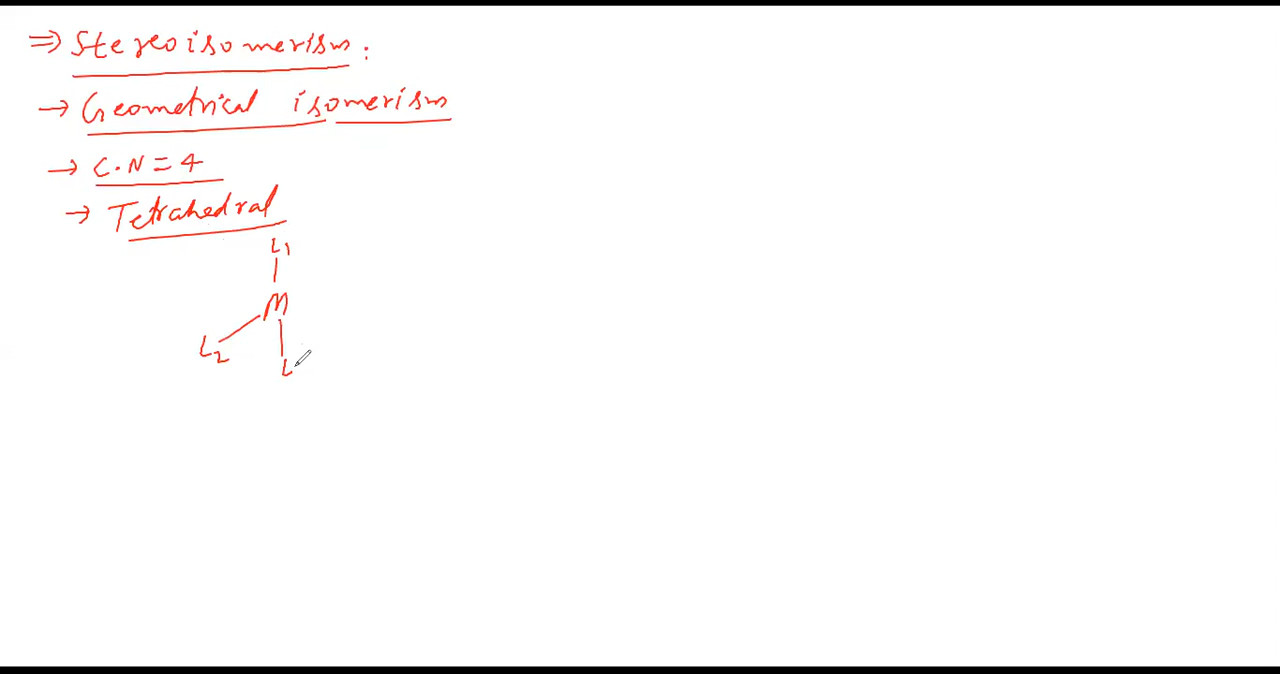 ⇒ Stereoisomerism:
→ Geometrical isomerism
→ C.N = 4
→ Tetrahedral
L1
M
L2
L